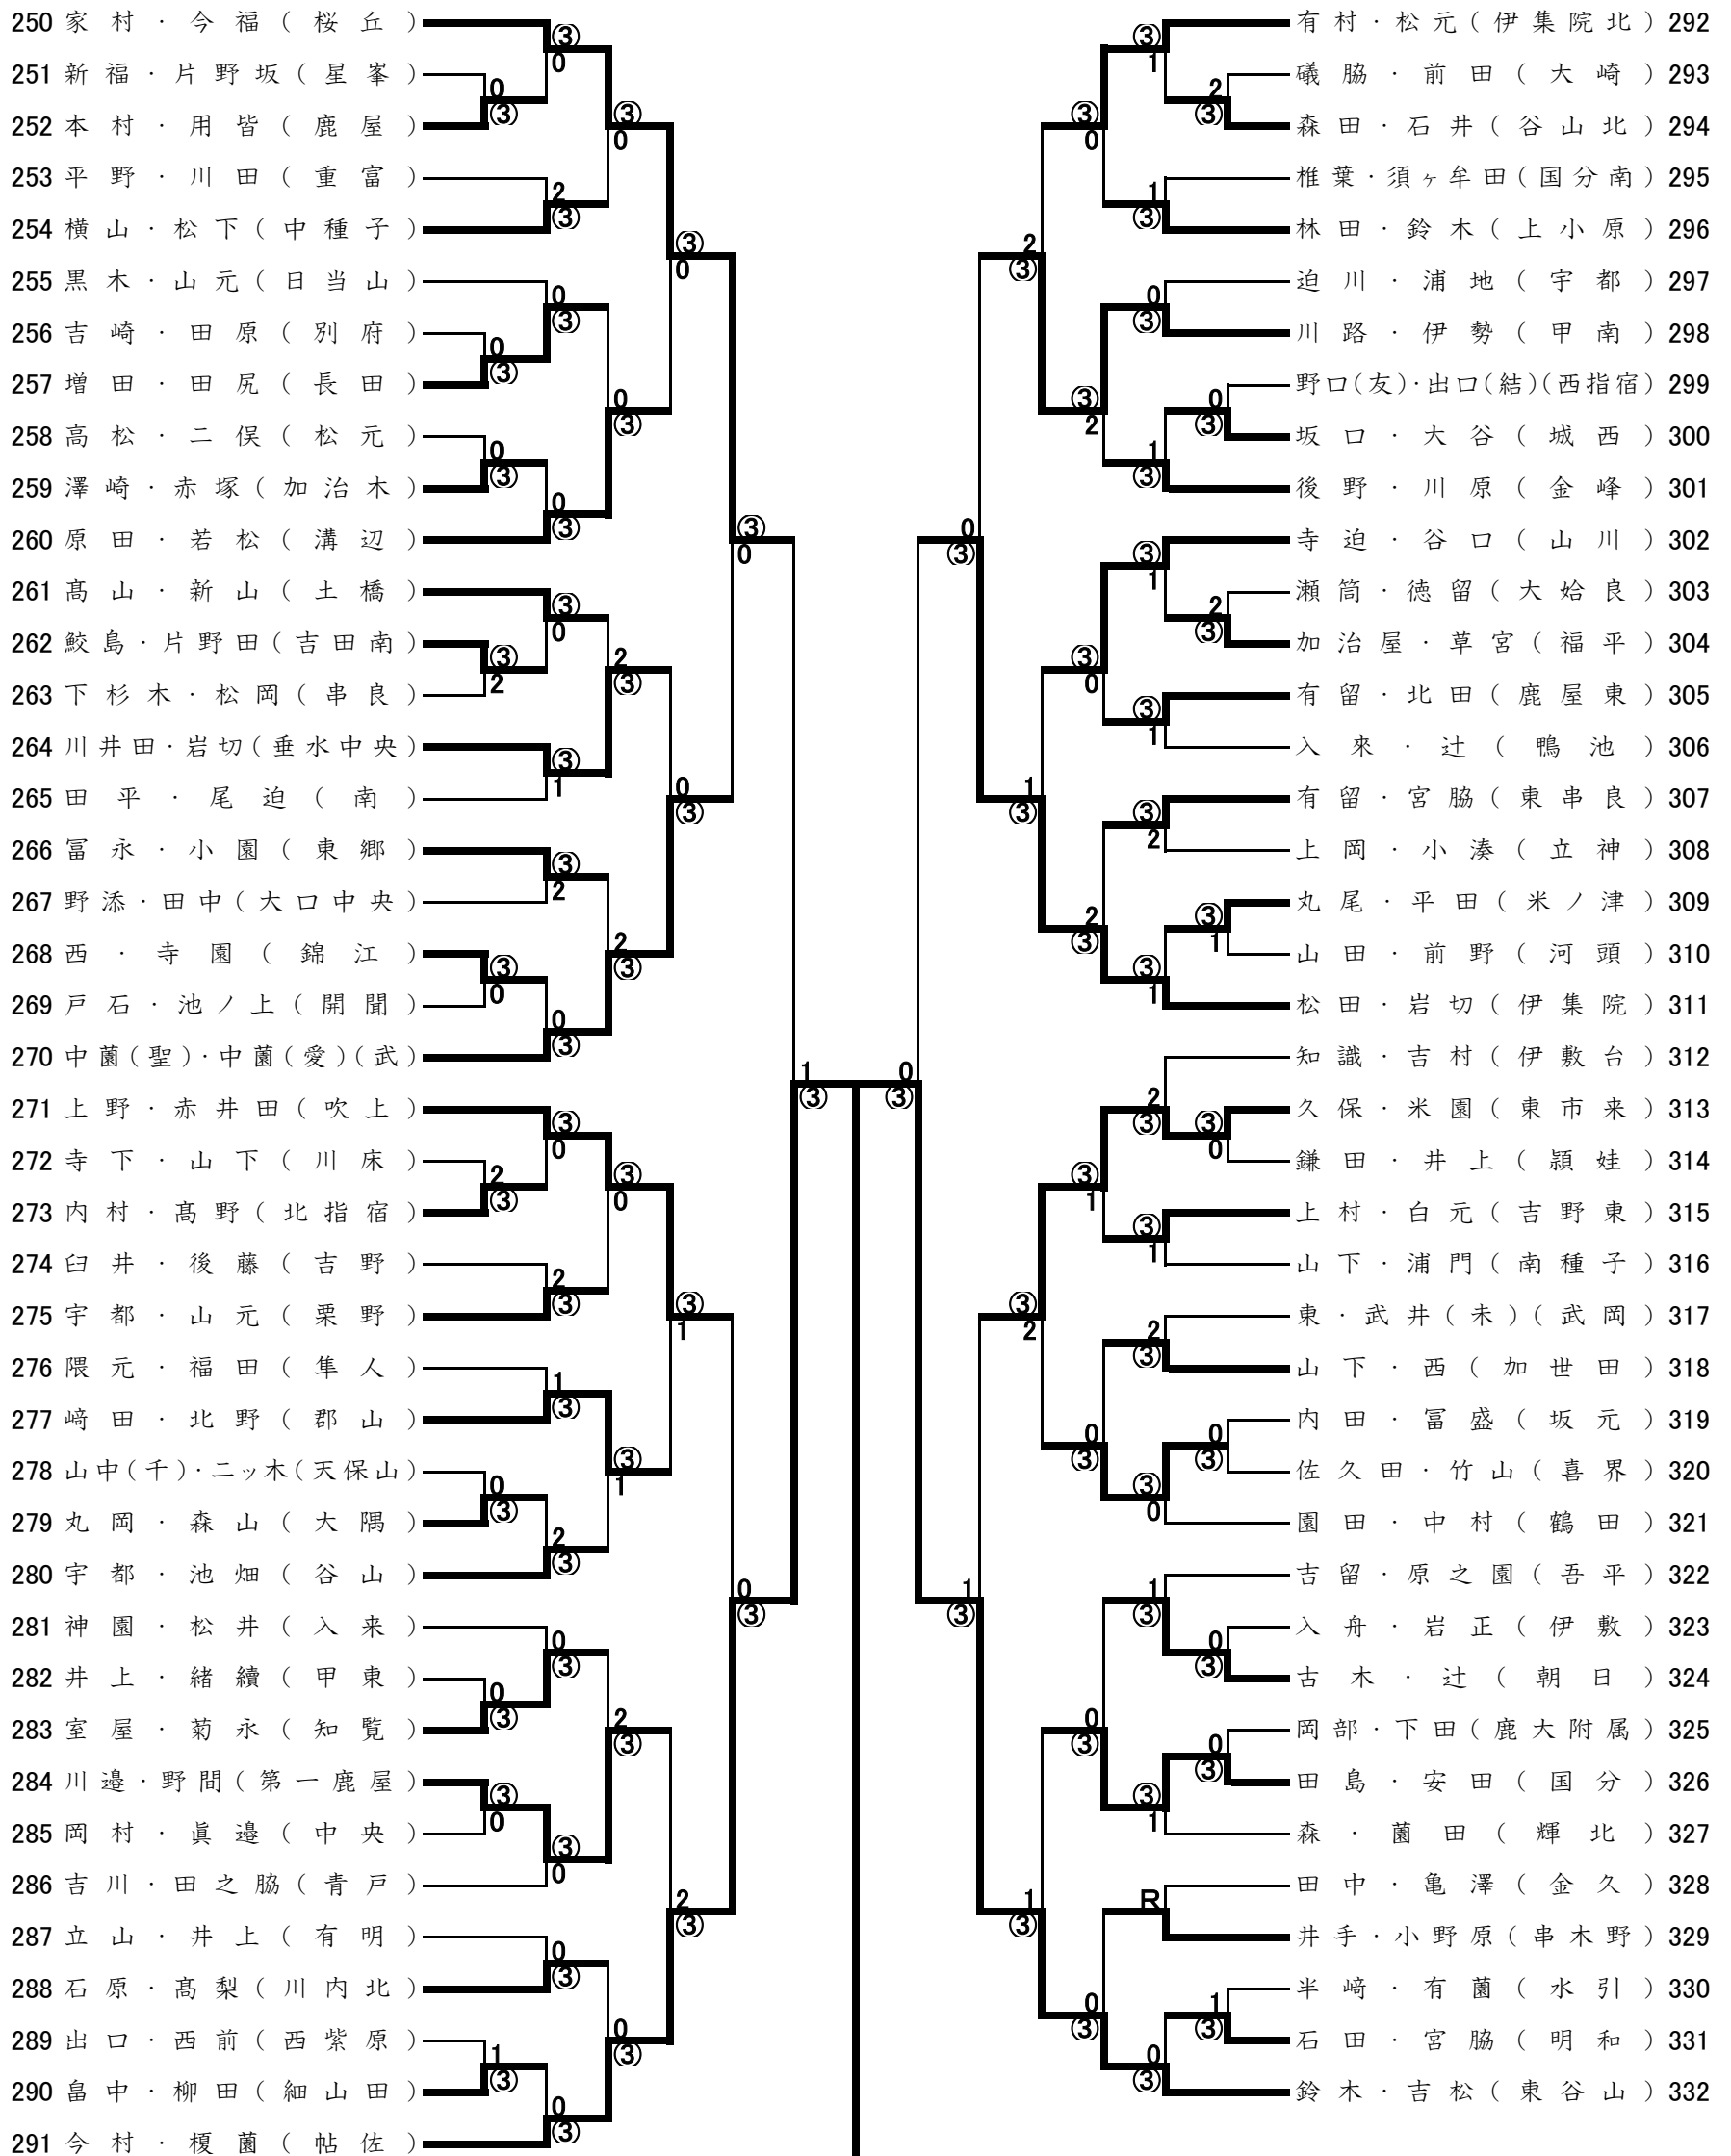 250 家村・今福(桜丘)
251 新福・片野坂(星峯)
252 本村・用皆(鹿屋)
253 平野・川田(重富)
254 横山・松下(中種子)
255 黒木・山元(日当山)
256 吉崎・田原(別府)
257 増田・田尻(長田)
258 高松・二俣(松元)
259 澤崎・赤塚(加治木)
260 原田・若松(溝辺)
261 髙山・新山(土橋)
262 鮫島・片野田(吉田南)
263 下杉木・松岡(串良)
264 川井田・岩切(垂水中央)
265 田平・尾迫(南)
266 冨永・小園(東郷)
267 野添・田中(大口中央)
268 西・寺園(錦江)
269 戸石・池ノ上(開聞)
270 中薗(聖)・中薗(愛)(武)
271 上野・赤井田(吹上)
272 寺下・山下(川床)
273 内村・髙野(北指宿)
274 臼井・後藤(吉野)
275 宇都・山元(栗野)
276 隈元・福田(隼人)
277 﨑田・北野(郡山)
278 山中(千)・二ッ木(天保山)
279 丸岡・森山(大隅)
280 宇都・池畑(谷山)
281 神園・松井(入来)
282 井上・緒續(甲東)
283 室屋・菊永(知覧)
284 川邉・野間(第一鹿屋)
285 岡村・眞邉(中央)
286 吉川・田之脇(青戸)
287 立山・井上(有明)
288 石原・髙梨(川内北)
289 出口・西前(西紫原)
290 畠中・柳田(細山田)
291 今村・榎薗(帖佐)
有村・松元(伊集院北) 292
礒脇・前田(大崎) 293
森田・石井(谷山北) 294
椎葉・須ヶ牟田(国分南) 295
林田・鈴木(上小原) 296
迫川・浦地(宇都) 297
川路・伊勢(甲南) 298
野口(友)・出口(結)(西指宿) 299
坂口・大谷(城西) 300
後野・川原(金峰) 301
寺迫・谷口(山川) 302
瀬筒・徳留(大姶良) 303
加治屋・草宮(福平) 304
有留・北田(鹿屋東) 305
入來・辻(鴨池) 306
有留・宮脇(東串良) 307
上岡・小湊(立神) 308
丸尾・平田(米ノ津) 309
山田・前野(河頭) 310
松田・岩切(伊集院) 311
知識・吉村(伊敷台) 312
久保・米園(東市来) 313
鎌田・井上(頴娃) 314
上村・白元(吉野東) 315
山下・浦門(南種子) 316
東・武井(未)(武岡) 317
山下・西(加世田) 318
内田・冨盛(坂元) 319
佐久田・竹山(喜界) 320
園田・中村(鶴田) 321
吉留・原之園(吾平) 322
入舟・岩正(伊敷) 323
古木・辻(朝日) 324
岡部・下田(鹿大附属) 325
田島・安田(国分) 326
森・薗田(輝北) 327
田中・亀澤(金久) 328
井手・小野原(串木野) 329
半﨑・有薗(水引) 330
石田・宮脇(明和) 331
鈴木・吉松(東谷山) 332